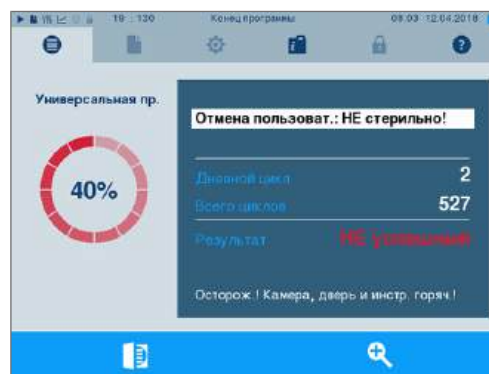 19 : 130 Конец программы 09:03 12.04.2018
Универсальная пр.
40%
Отмена пользоват.: НЕ стерильно!
Дневной цикл 2
Всего циклов 527
Результат НЕ успешный
Осторож.! Камера, дверь и инстр. горяч.!